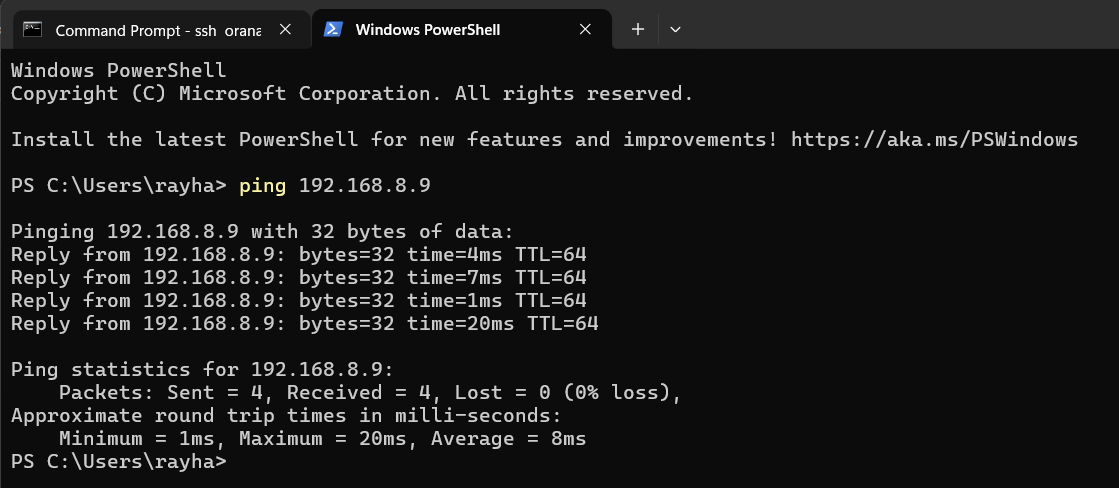 Command Prompt - ssh orana
Windows PowerShell
Windows PowerShell
Copyright (C) Microsoft Corporation. All rights reserved.
Install the latest PowerShell for new features and improvements! https://aka.ms/PSWindows
PS C:\Users\rayha> ping 192.168.8.9
Pinging 192.168.8.9 with 32 bytes of data:
Reply from 192.168.8.9: bytes=32 time=4ms TTL=64
Reply from 192.168.8.9: bytes=32 time=7ms TTL=64
Reply from 192.168.8.9: bytes=32 time=1ms TTL=64
Reply from 192.168.8.9: bytes=32 time=20ms TTL=64
Ping statistics for 192.168.8.9:
    Packets: Sent = 4, Received = 4, Lost = 0 (0% loss),
Approximate round trip times in milli-seconds:
    Minimum = 1ms, Maximum = 20ms, Average = 8ms
PS C:\Users\rayha>